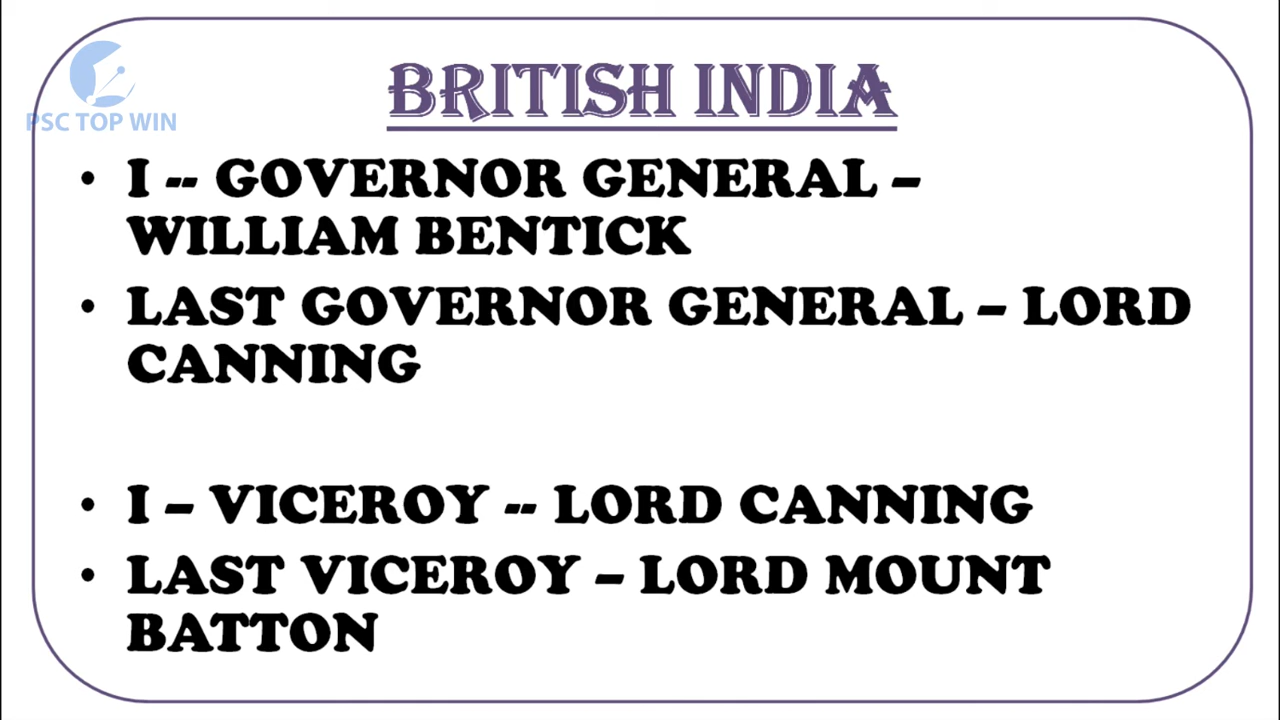 PSC TOP WIN
BRITISH INDIA
• I -- GOVERNOR GENERAL –
WILLIAM BENTICK
• LAST GOVERNOR GENERAL – LORD
CANNING
• I – VICEROY -- LORD CANNING
• LAST VICEROY – LORD MOUNT
BATTON